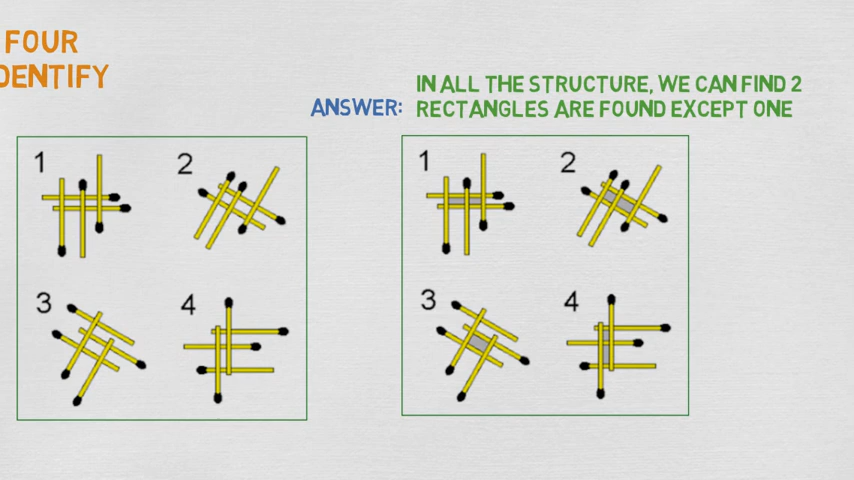 FOUR
DENTIFY
IN ALL THE STRUCTURE, WE CAN FIND 2
ANSWER: RECTANGLES ARE FOUND EXCEPT ONE
1 2
3 4
1 2
3 4